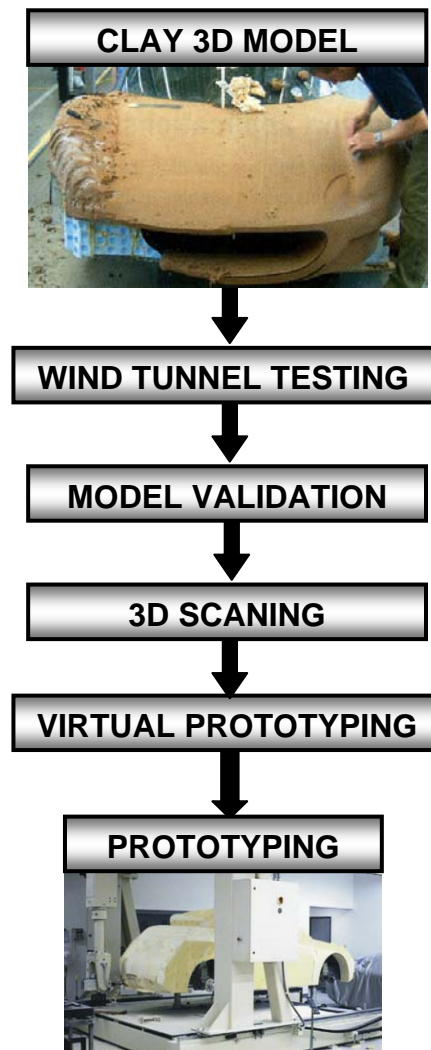 CLAY 3D MODEL
WIND TUNNEL TESTING
MODEL VALIDATION
3D SCANING
VIRTUAL PROTOTYPING
PROTOTYPING